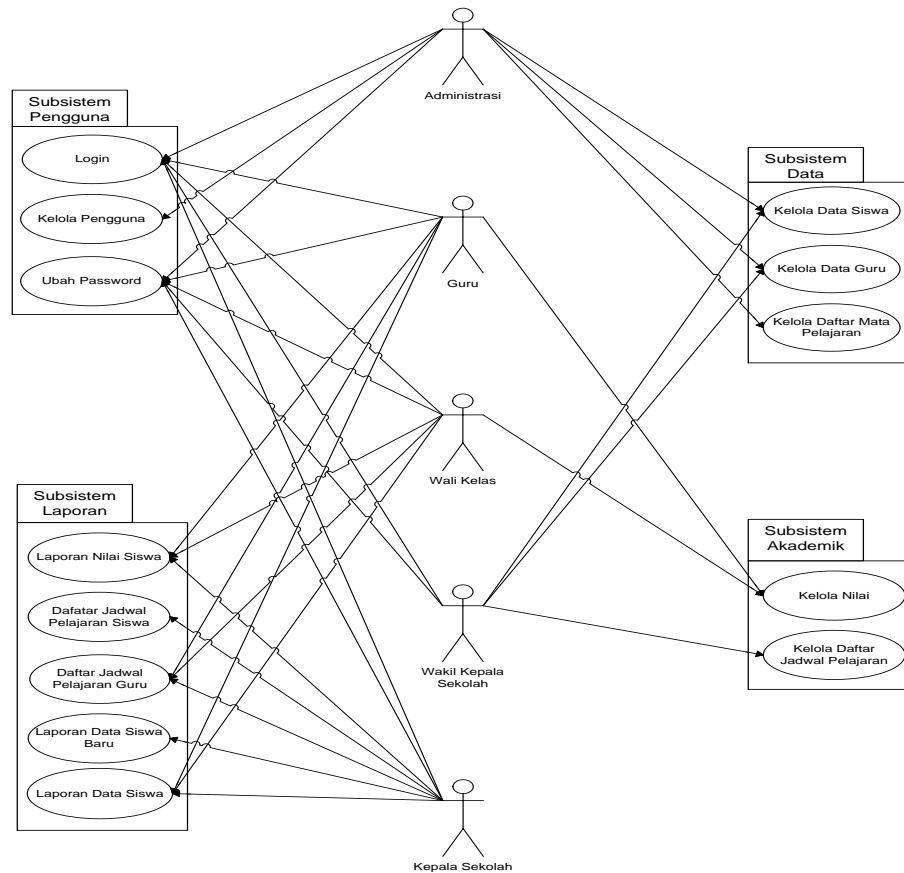 Administrasi
Subsistem
Pengguna
Login
Kelola Pengguna
Ubah Password
Subsistem
Data
Kelola Data Siswa
Kelola Data Guru
Kelola Daftar Mata
Pelajaran
Guru
Wali Kelas
Subsistem
Laporan
Laporan Nilai Siswa
Dafatar Jadwal
Pelajaran Siswa
Daftar Jadwal
Pelajaran Guru
Laporan Data Siswa
Baru
Laporan Data Siswa
Subsistem
Akademik
Kelola Nilai
Kelola Daftar
Jadwal Pelajaran
Wakil Kepala
Sekolah
Kepala Sekolah